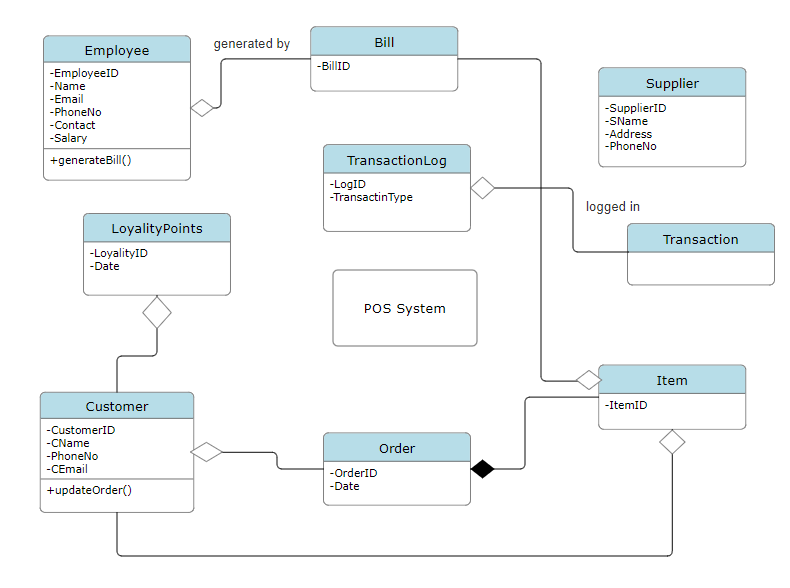 Employee
-EmployeeID
-Name
-Email
-PhoneNo
-Contact
-Salary
+generateBill()
generated by
Bill
-BillID
Supplier
-SupplierID
-SName
-Address
-PhoneNo
TransactionLog
-LogID
-TransactinType
logged in
Transaction
LoyalityPoints
-LoyalityID
-Date
POS System
Customer
-CustomerID
-CName
-PhoneNo
-CEmail
+updateOrder()
Order
-OrderID
-Date
Item
-ItemID